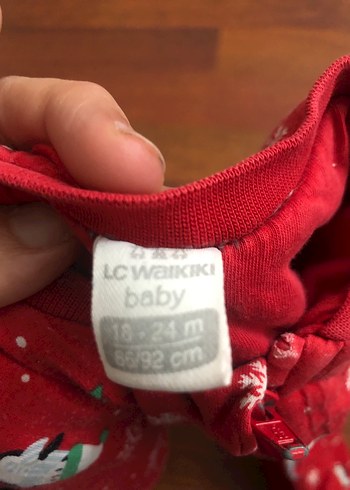 LC WAIKIKI
baby
18 - 24 m
86/92 cm